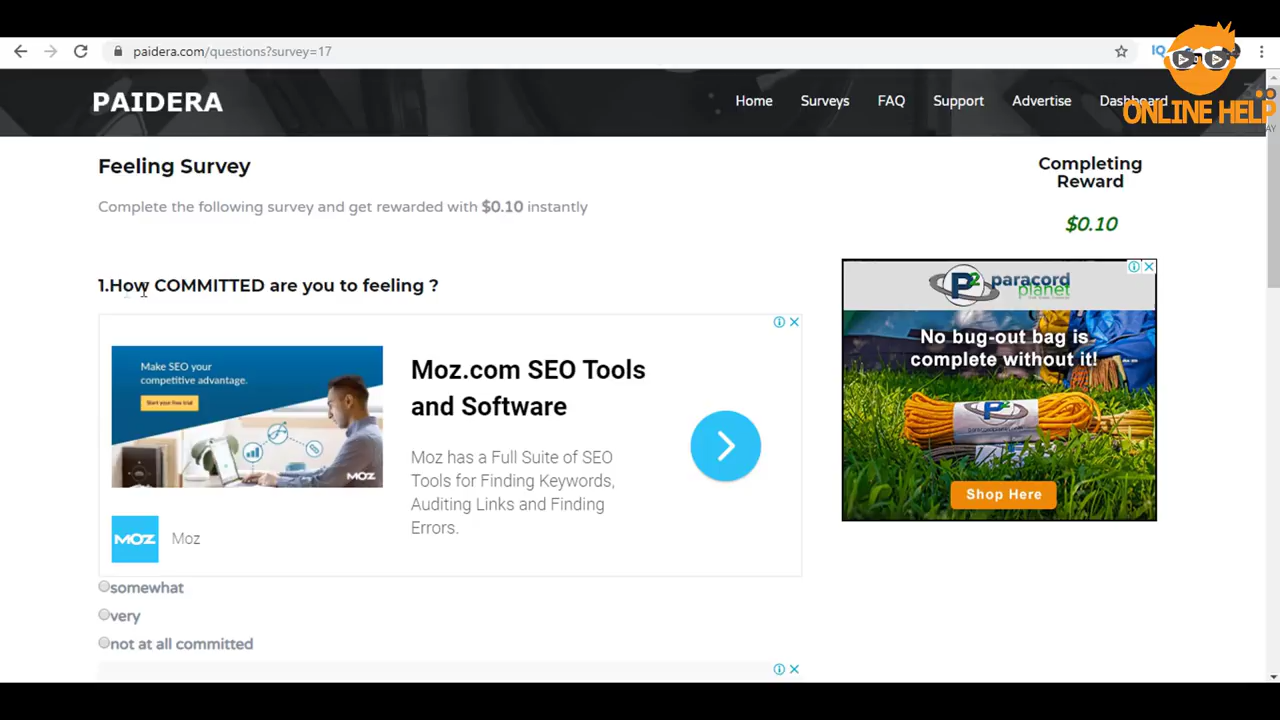 paidera.com/questions?survey=17
ONLINE HELP
PAIDERA
Home
Surveys
FAQ
Support
Advertise
Dashboard
Feeling Survey
Complete the following survey and get rewarded with $0.10 instantly
Completing
Reward
$0.10
1.How COMMITTED are you to feeling ?
Make SEO your
competitive advantage.
Start your free trial
MOZ
Moz.com SEO Tools
and Software
Moz has a Full Suite of SEO
Tools for Finding Keywords,
Auditing Links and Finding
Errors.
MOZ
Moz
somewhat
very
not at all committed
P2 paracord
planet
No bug-out bag is
complete without it!
Shop Here